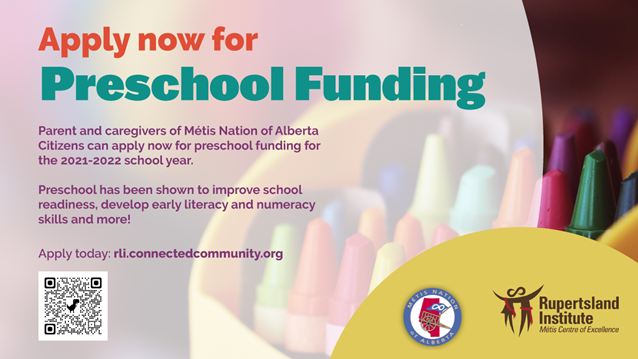 Apply now for
Preschool Funding
Parent and caregivers of Métis Nation of Alberta
Citizens can apply now for preschool funding for
the 2021-2022 school year.
Preschool has been shown to improve school
readiness, develop early literacy and numeracy
skills and more!
Apply today: rli.connectedcommunity.org
MÉTIS NATION
OF ALBERTA
Rupertsland
Institute
Métis Centre of Excellence